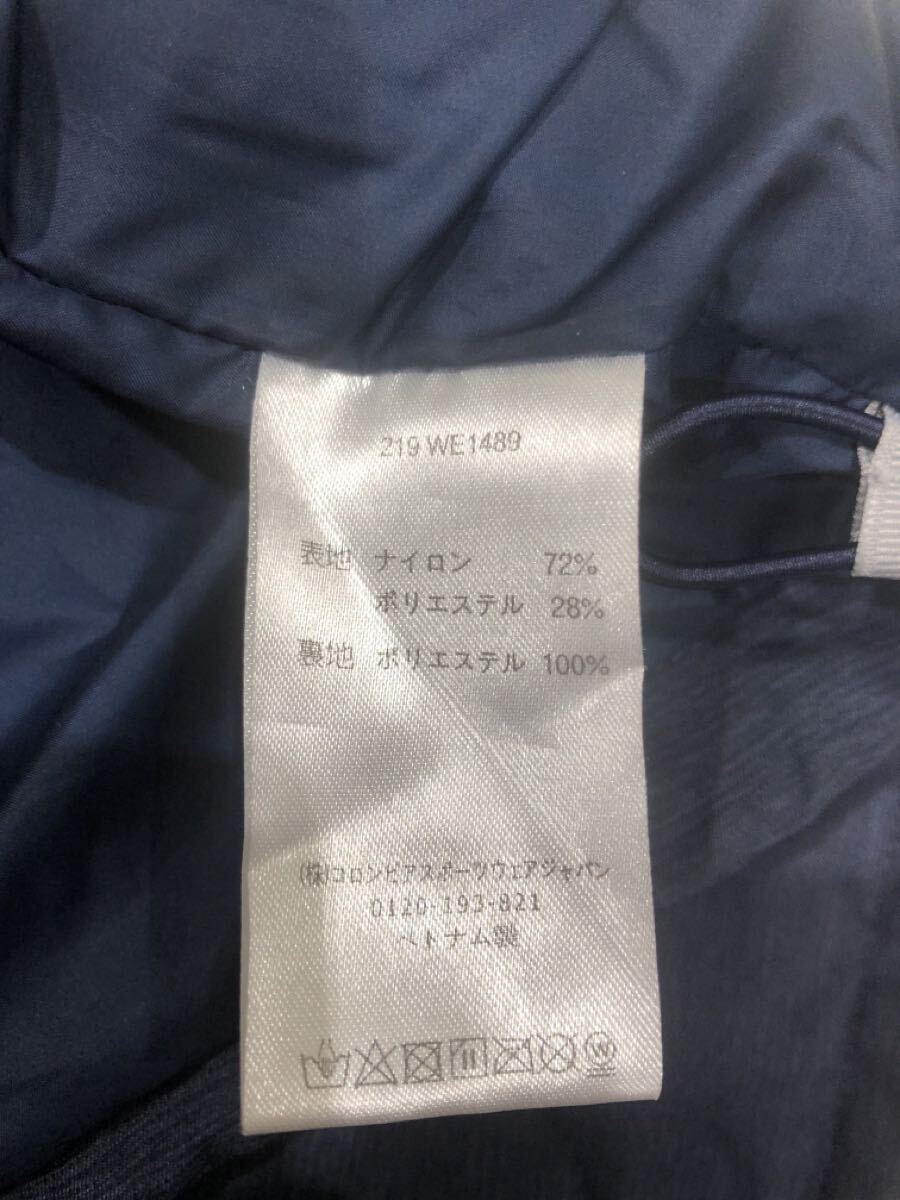 219 WE1489
表地 ナイロン 72%
ポリエステル 28%
裏地 ポリエステル 100%
(株)コロンビアスポーツウェアジャパン
0120-193-821
ベトナム製
W